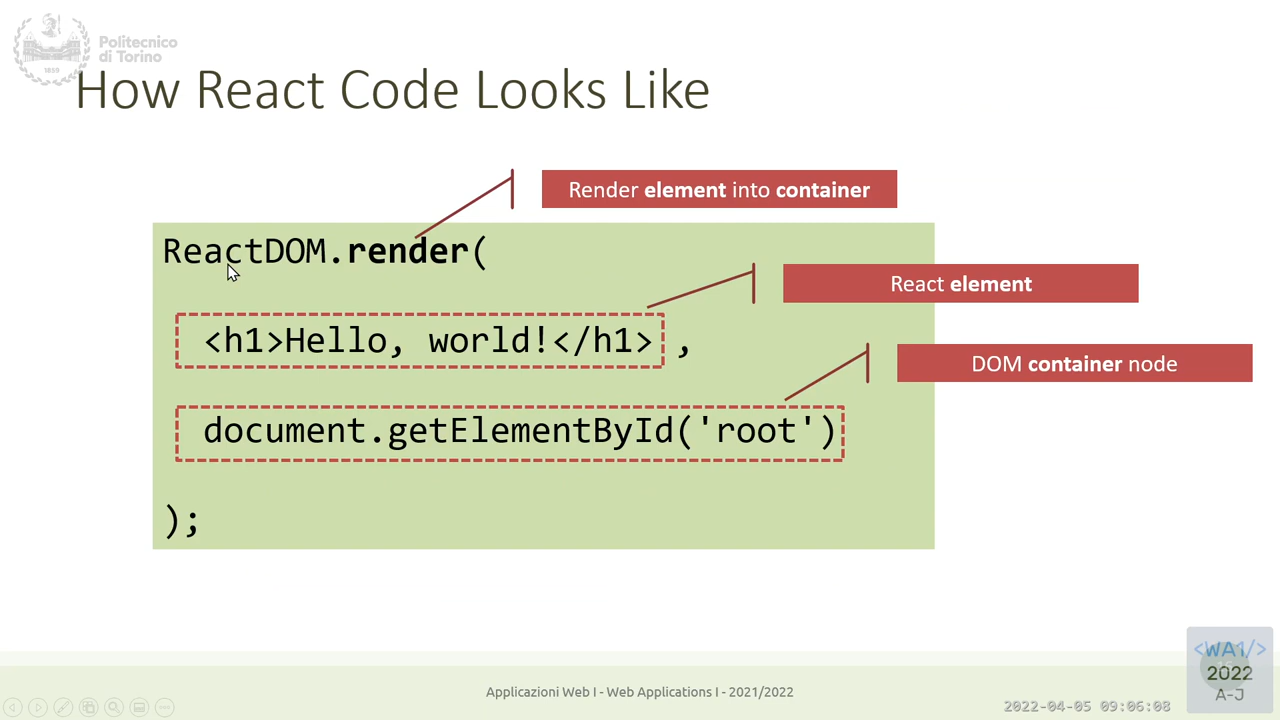 Politecnico
di Torino
1859
How React Code Looks Like
Render element into container
ReactDOM.render(
React element
<h1>Hello, world!</h1> ,
DOM container node
document.getElementById('root')
);
Applicazioni Web I - Web Applications I - 2021/2022
2022-04-05 09:06:08
<WA1/>
2022
A-J